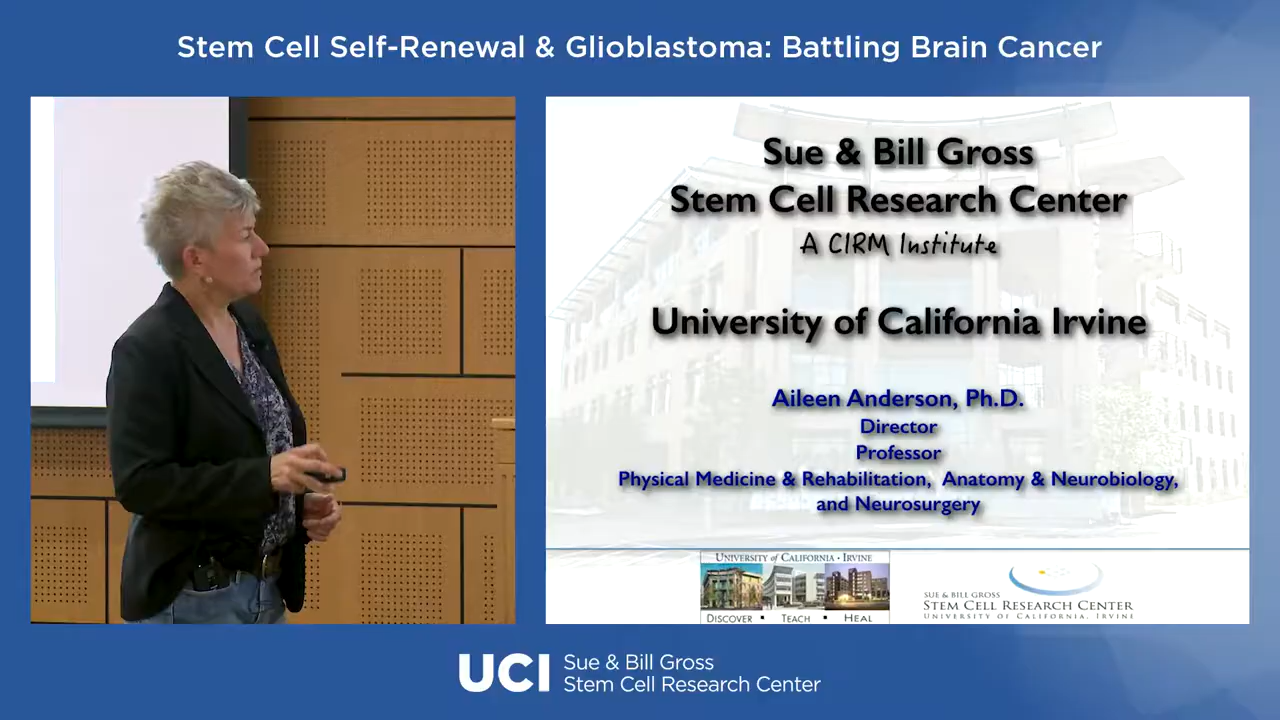 Stem Cell Self-Renewal & Glioblastoma: Battling Brain Cancer
Sue & Bill Gross
Stem Cell Research Center
A CIRM Institute
University of California Irvine
Aileen Anderson, Ph.D.
Director
Professor
Physical Medicine & Rehabilitation, Anatomy & Neurobiology,
and Neurosurgery
UNIVERSITY of CALIFORNIA • IRVINE
DISCOVER • TEACH • HEAL
SUE & BILL GROSS
STEM CELL RESEARCH CENTER
UNIVERSITY OF CALIFORNIA, IRVINE
UCI
Sue & Bill Gross
Stem Cell Research Center